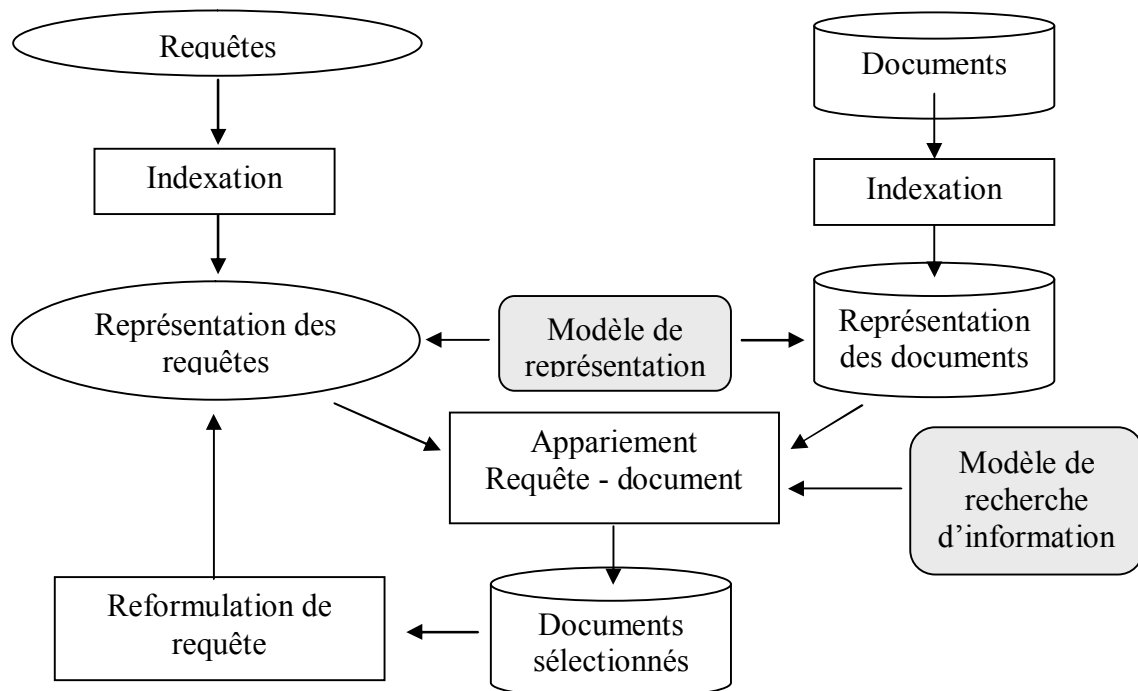 Requêtes
Documents
Indexation
Indexation
Représentation des
requêtes
Modèle de
représentation
Représentation
des documents
Appariement
Requête - document
Modèle de
recherche
d’information
Reformulation de
requête
Documents
sélectionnés